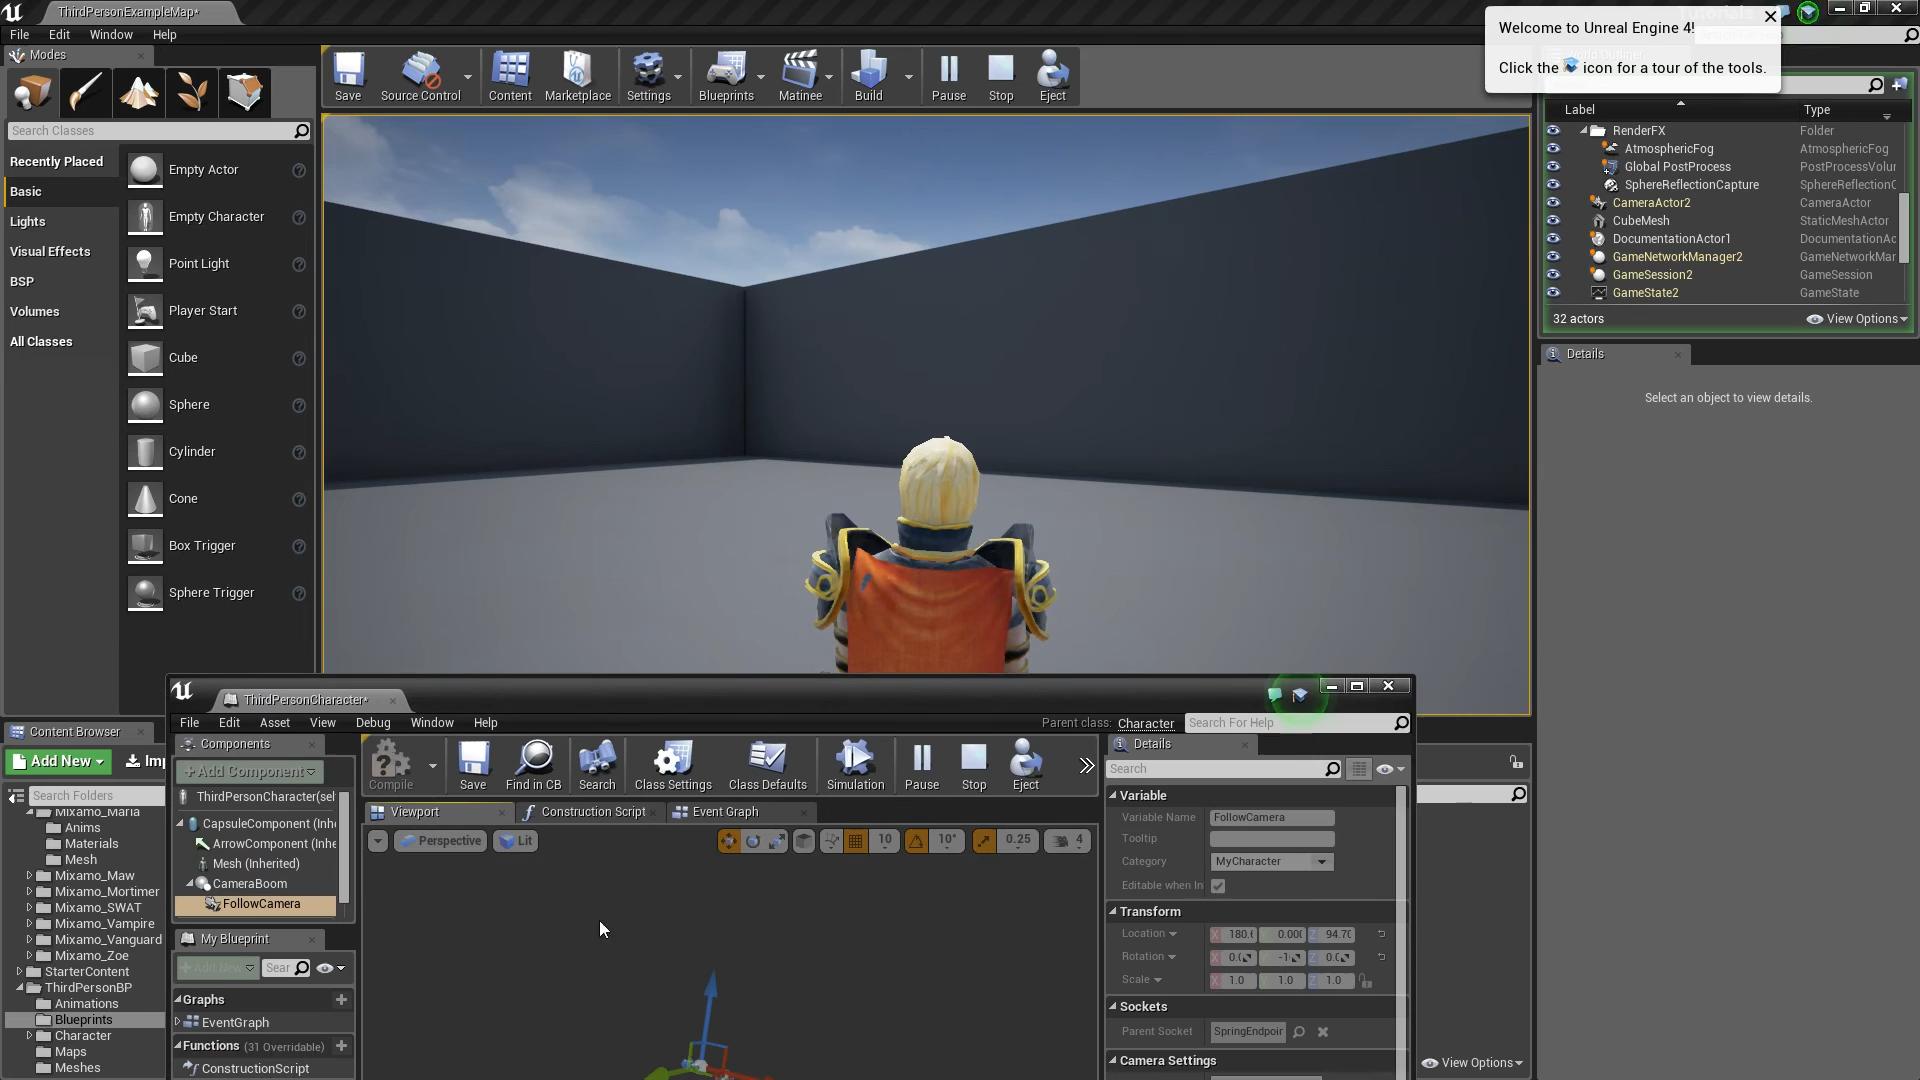 ThirdPersonExampleMap*
File Edit Window Help
Welcome to Unreal Engine 4!
Click the icon for a tour of the tools.
Modes
Save Source Control Content Marketplace Settings Blueprints Matinee Build Pause Stop Eject
Search Classes
Recently Placed
Basic
Lights
Visual Effects
BSP
Volumes
All Classes
Empty Actor
Empty Character
Point Light
Player Start
Cube
Sphere
Cylinder
Cone
Box Trigger
Sphere Trigger
Label Type
RenderFX Folder
AtmosphericFog AtmosphericFog
Global PostProcess PostProcessVolur
SphereReflectionCapture SphereReflectionC
CameraActor2 CameraActor
CubeMesh StaticMeshActor
DocumentationActor1 DocumentationAc
GameNetworkManager2 GameNetworkMar
GameSession2 GameSession
GameState2 GameState
32 actors View Options
Details
Select an object to view details.
Content Browser
Add New Imp
Search Folders
Mixamo_Maria
Anims
Materials
Mesh
Mixamo_Maw
Mixamo_Mortimer
Mixamo_SWAT
Mixamo_Vampire
Mixamo_Vanguard
Mixamo_Zoe
StarterContent
ThirdPersonBP
Animations
Blueprints
Character
Maps
Meshes
ThirdPersonCharacter*
File Edit Asset View Debug Window Help
Parent class: Character Search For Help
Components
+Add Component
ThirdPersonCharacter(sel
CapsuleComponent (Inhe
ArrowComponent (Inhe
Mesh (Inherited)
CameraBoom
FollowCamera
My Blueprint
+Add New Sear
Graphs
EventGraph
Functions (31 Overridable)
ConstructionScript
Compile Save Find in CB Search Class Settings Class Defaults Simulation Pause Stop Eject
Viewport Construction Script Event Graph
Perspective Lit 10 10° 0.25 4
Details
Search
Variable
Variable Name FollowCamera
Tooltip
Category MyCharacter
Editable when In
Transform
Location X 180.6 Y 0.000 Z 94.70
Rotation X 0.0 Y -1 Z 0.0
Scale X 1.0 Y 1.0 Z 1.0
Sockets
Parent Socket SpringEndpoir
Camera Settings
View Options